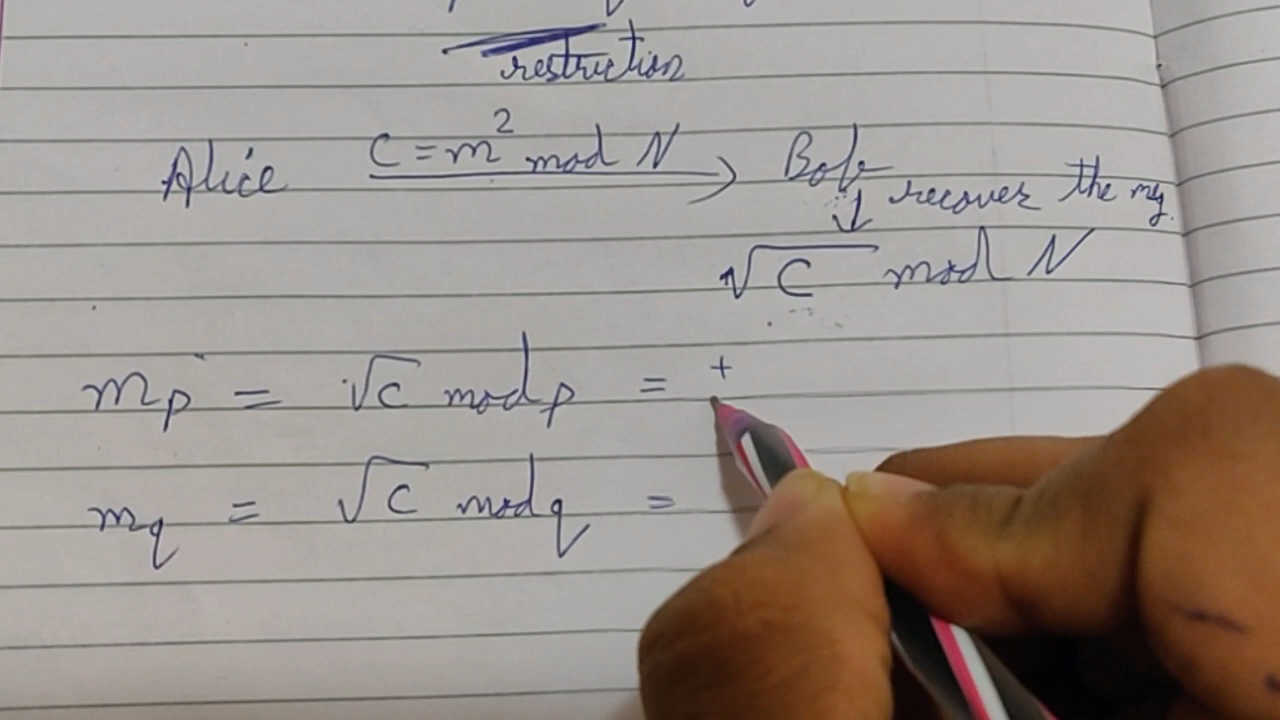 restriction
Alice C = m² mod N → Bob
↓ recover the msg.
√C mod N
mp = √c mod p = +
mq = √c mod q =